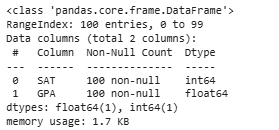 <class 'pandas.core.frame.DataFrame'>
RangeIndex: 100 entries, 0 to 99
Data columns (total 2 columns):
 #   Column  Non-Null Count  Dtype
---  ------  --------------  -----
 0   SAT     100 non-null    int64
 1   GPA     100 non-null    float64
dtypes: float64(1), int64(1)
memory usage: 1.7 KB